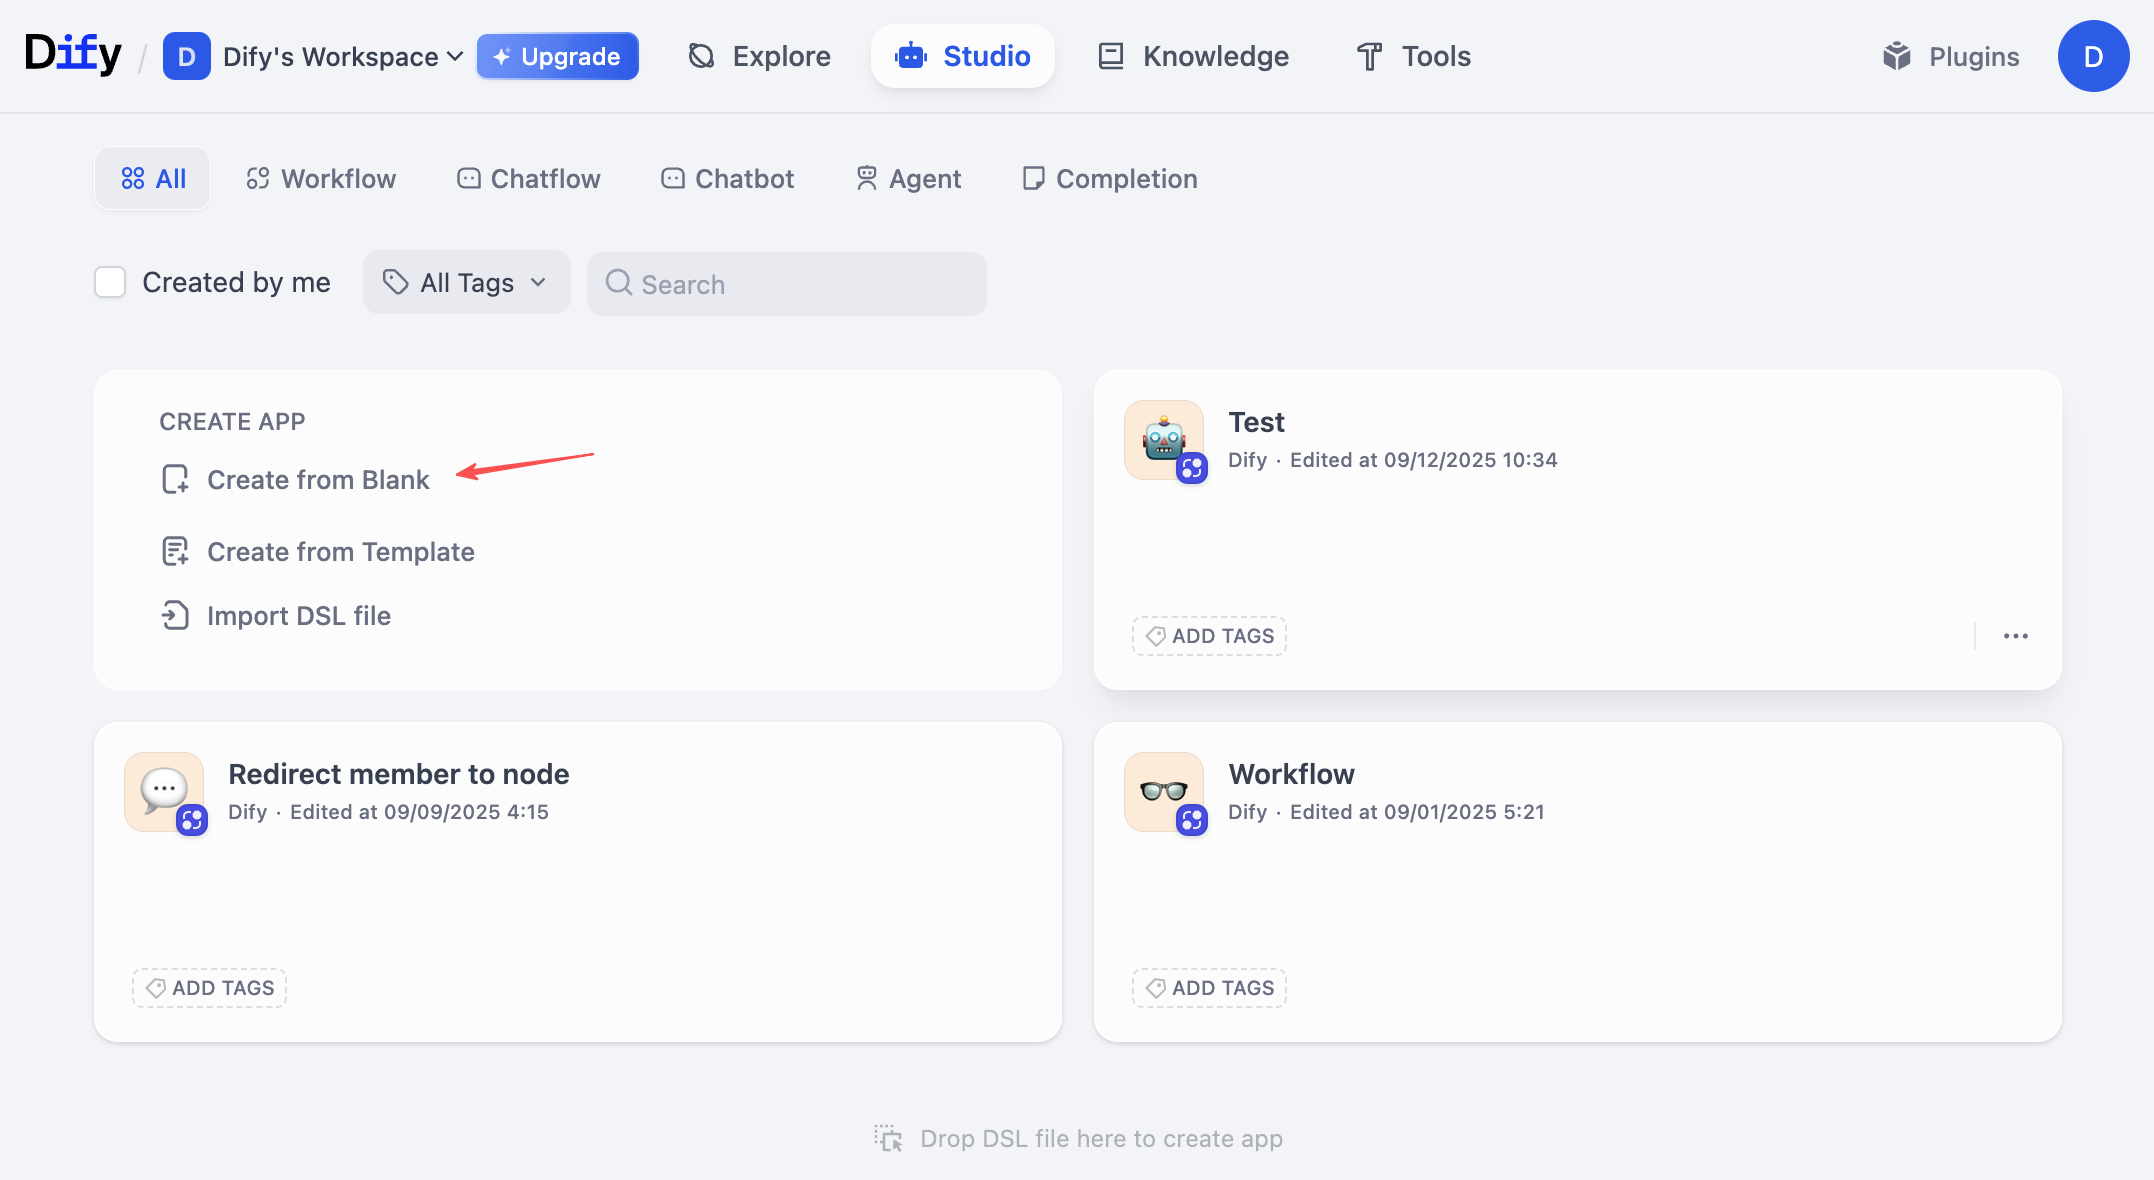 Dify / D Dify's Workspace Upgrade Explore Studio Knowledge Tools Plugins D
All Workflow Chatflow Chatbot Agent Completion
Created by me All Tags Search
CREATE APP
Create from Blank
Create from Template
Import DSL file
Test
Dify · Edited at 09/12/2025 10:34
ADD TAGS
Redirect member to node
Dify · Edited at 09/09/2025 4:15
ADD TAGS
Workflow
Dify · Edited at 09/01/2025 5:21
ADD TAGS
Drop DSL file here to create app